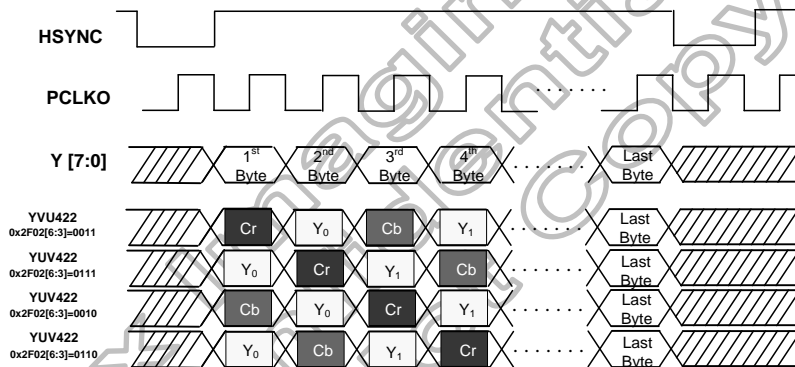 HSYNC
PCLKO
Y [7:0]
1st Byte
2nd Byte
3rd Byte
4th Byte
Last Byte
YVU422
0x2F02[6:3]=0011
Cr
Y0
Cb
Y1
Last Byte
YUV422
0x2F02[6:3]=0111
Y0
Cr
Y1
Cb
Last Byte
YUV422
0x2F02[6:3]=0010
Cb
Y0
Cr
Y1
Last Byte
YUV422
0x2F02[6:3]=0110
Y0
Cb
Y1
Cr
Last Byte